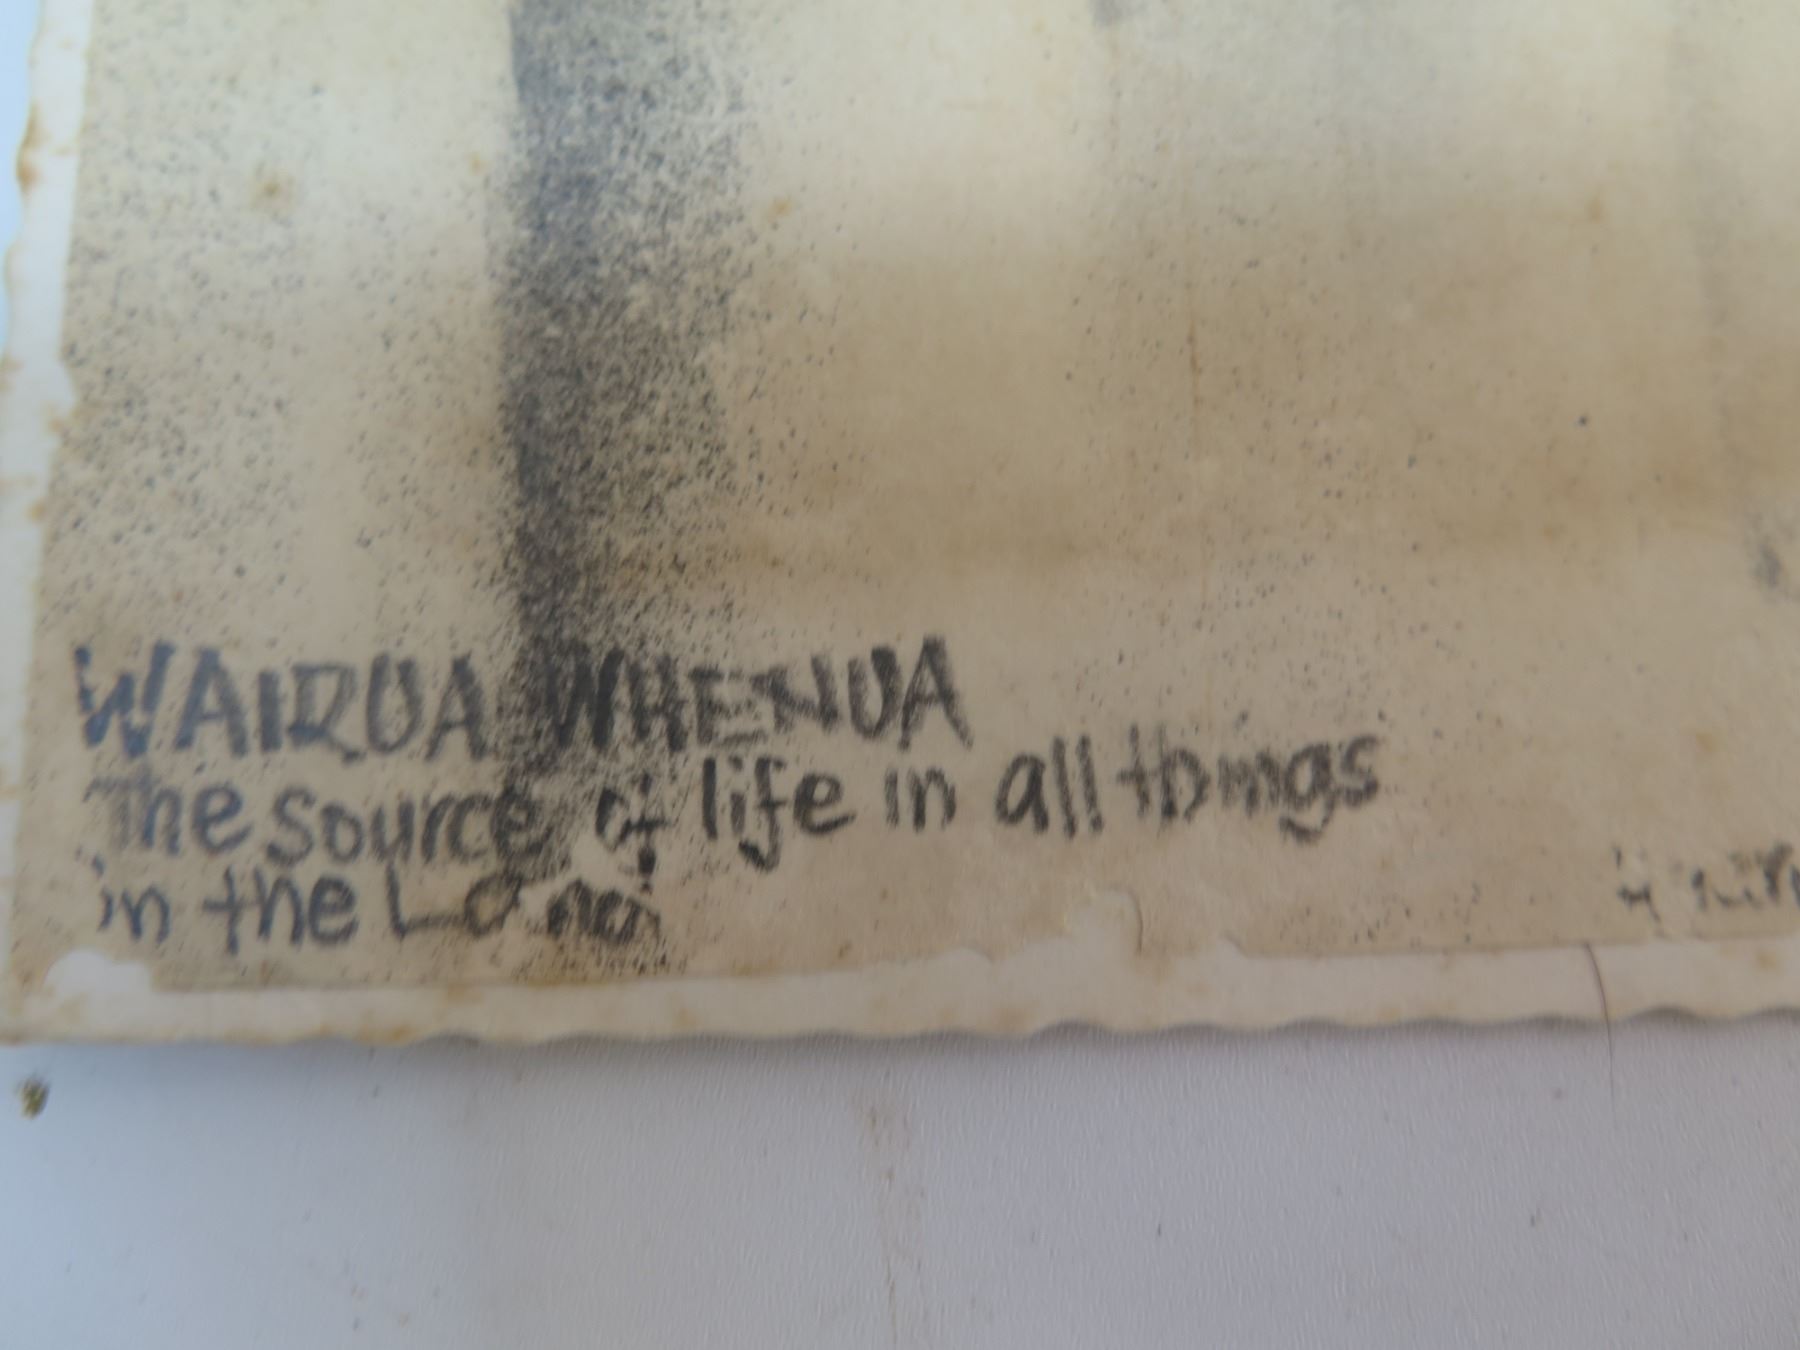 WAIRUA WHENUA
The source of life in all things
in the Land